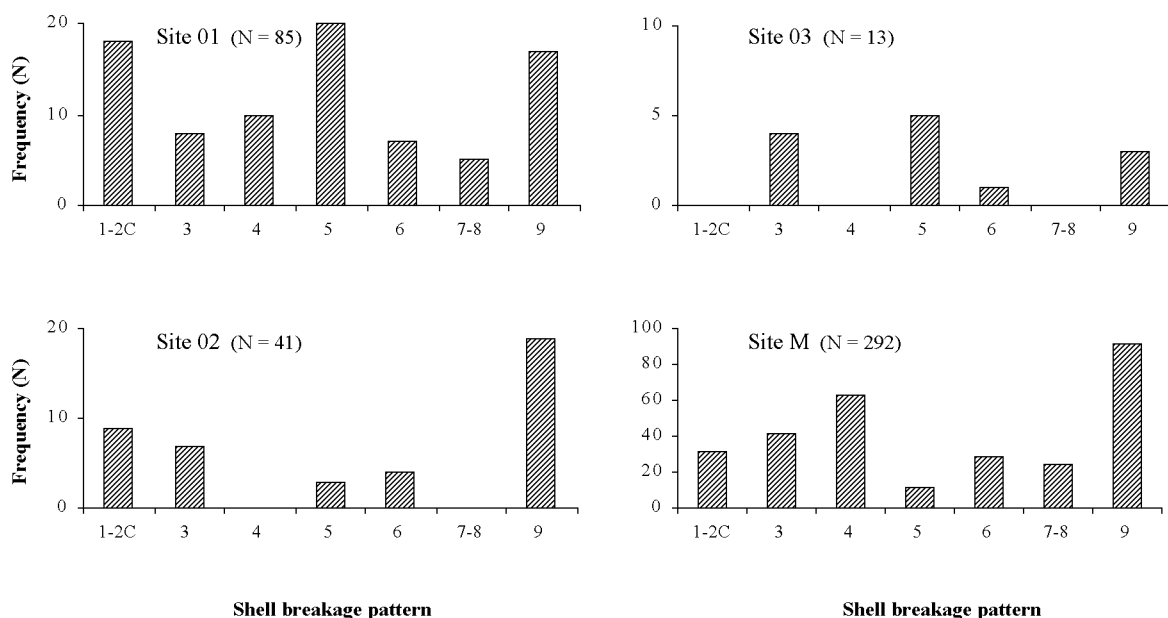 Site 01 (N = 85)
Frequency (N)
20
10
0
1-2C 3 4 5 6 7-8 9
Site 03 (N = 13)
10
5
0
1-2C 3 4 5 6 7-8 9
Site 02 (N = 41)
Frequency (N)
20
10
0
1-2C 3 4 5 6 7-8 9
Shell breakage pattern
Site M (N = 292)
100
80
60
40
20
0
1-2C 3 4 5 6 7-8 9
Shell breakage pattern